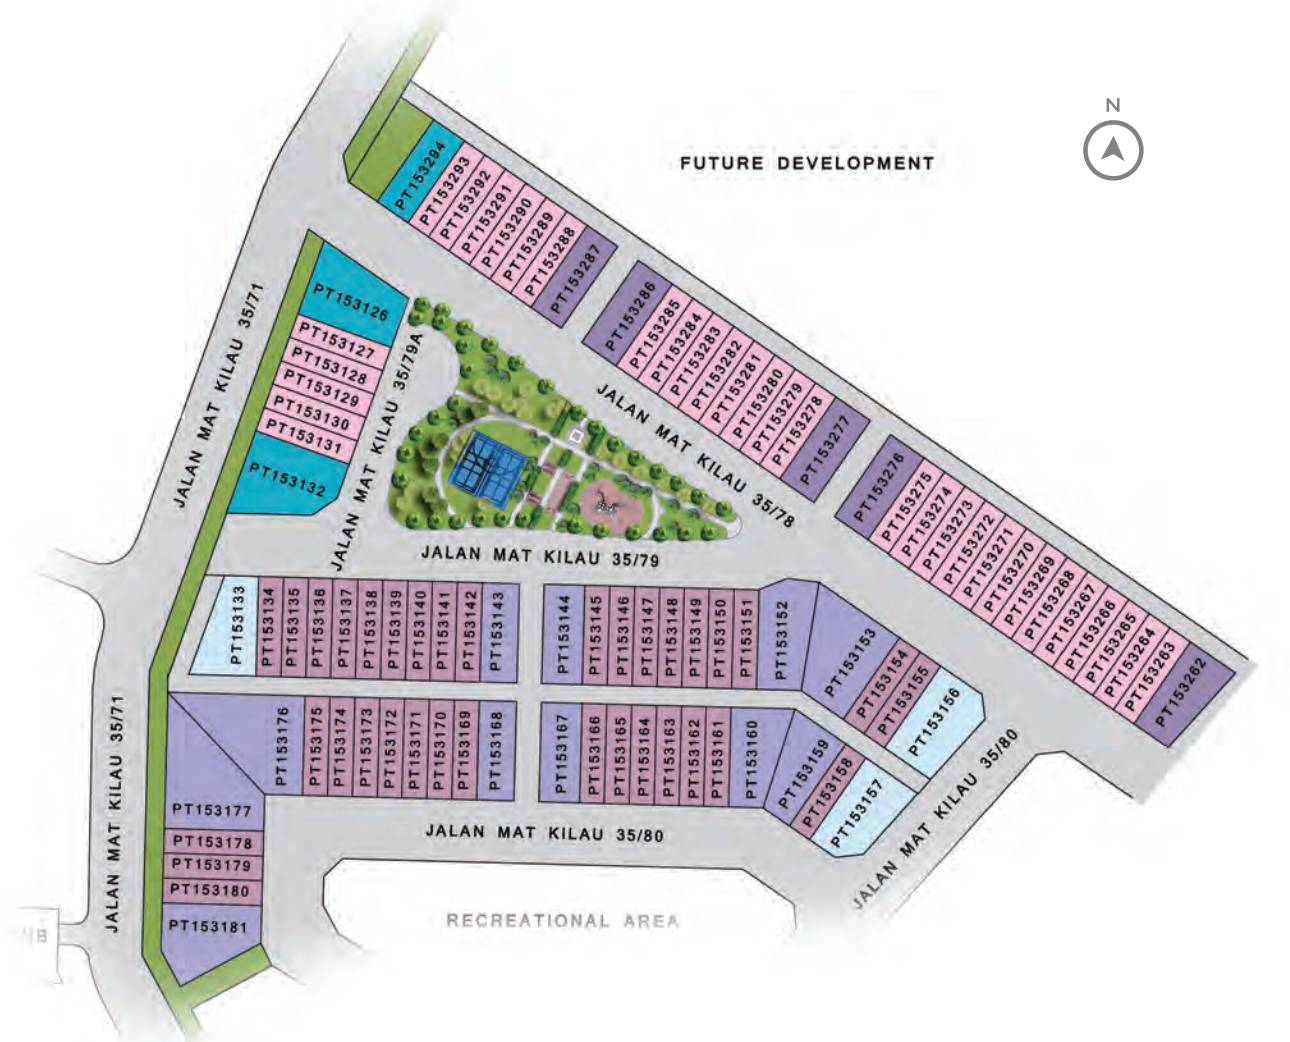 N
FUTURE DEVELOPMENT
PT153294
PT153293
PT153292
PT153291
PT153290
PT153289
PT153288
PT153287
PT153286
PT153285
PT153284
PT153283
PT153282
PT153281
PT153280
PT153279
PT153278
PT153277
PT153276
PT153275
PT153274
PT153273
PT153272
PT153271
PT153270
PT153269
PT153268
PT153267
PT153266
PT153265
PT153264
PT153263
PT153262
JALAN MAT KILAU 35/71
PT153126
PT153127
PT153128
PT153129
PT153130
PT153131
PT153132
JALAN MAT KILAU 35/79A
JALAN MAT KILAU 35/78
JALAN MAT KILAU 35/79
PT153133
PT153134
PT153135
PT153136
PT153137
PT153138
PT153139
PT153140
PT153141
PT153142
PT153143
PT153144
PT153145
PT153146
PT153147
PT153148
PT153149
PT153150
PT153151
PT153152
PT153153
PT153154
PT153155
PT153156
PT153176
PT153175
PT153174
PT153173
PT153172
PT153171
PT153170
PT153169
PT153168
PT153167
PT153166
PT153165
PT153164
PT153163
PT153162
PT153161
PT153160
PT153159
PT153158
PT153157
JALAN MAT KILAU 35/71
PT153177
PT153178
PT153179
PT153180
PT153181
JALAN MAT KILAU 35/80
JALAN MAT KILAU 35/80
RECREATIONAL AREA